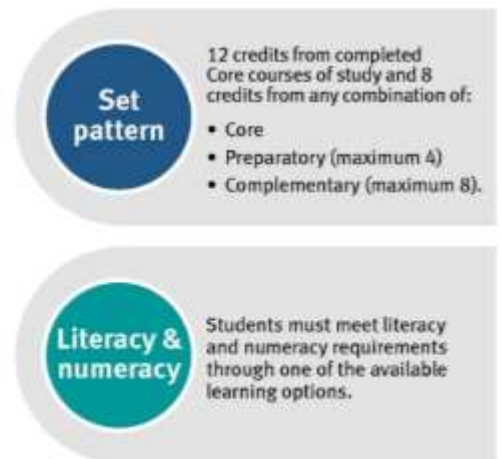 Set
pattern
12 credits from completed
Core courses of study and 8
credits from any combination of:
• Core
• Preparatory (maximum 4)
• Complementary (maximum 8).
Literacy &
numeracy
Students must meet literacy
and numeracy requirements
through one of the available
learning options.